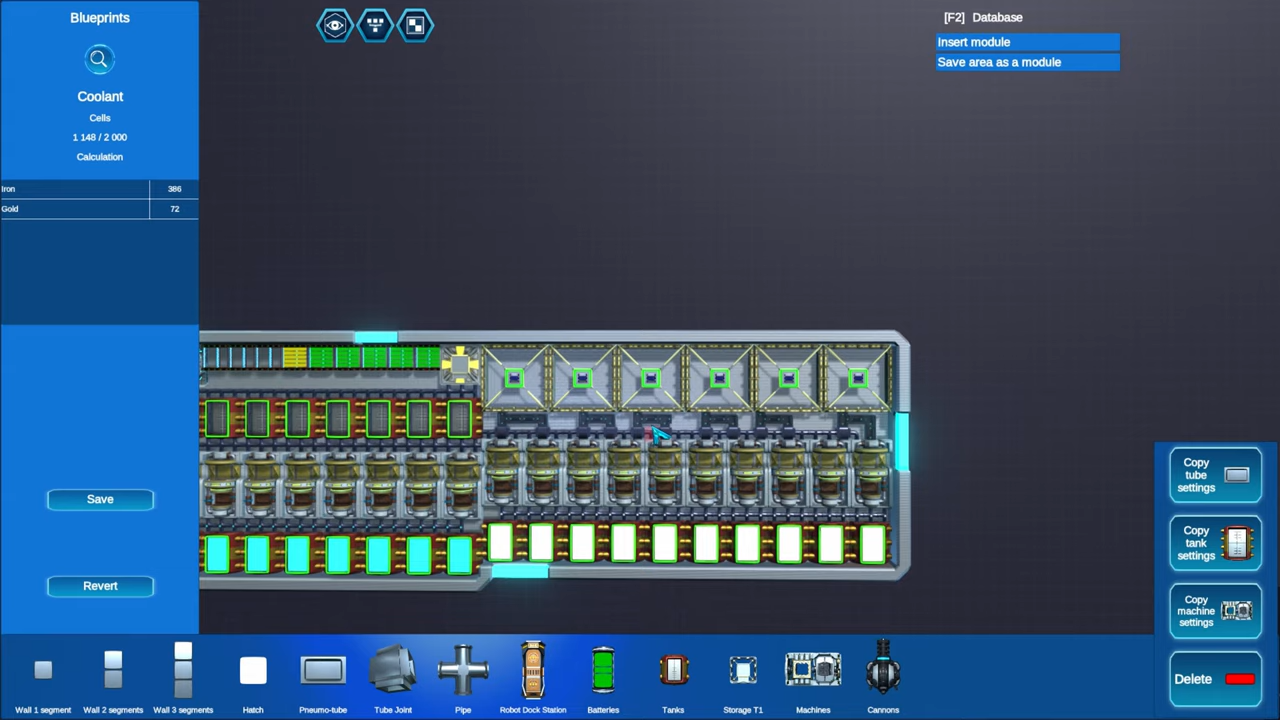 Blueprints
Coolant
Cells
1 148 / 2 000
Calculation
Iron 386
Gold 72
Save
Revert
[F2] Database
Insert module
Save area as a module
Copy
tube
settings
Copy
tank
settings
Copy
machine
settings
Delete
Wall 1 segment
Wall 2 segments
Wall 3 segments
Hatch
Pneumo-tube
Tube Joint
Pipe
Robot Dock Station
Batteries
Tanks
Storage T1
Machines
Cannons